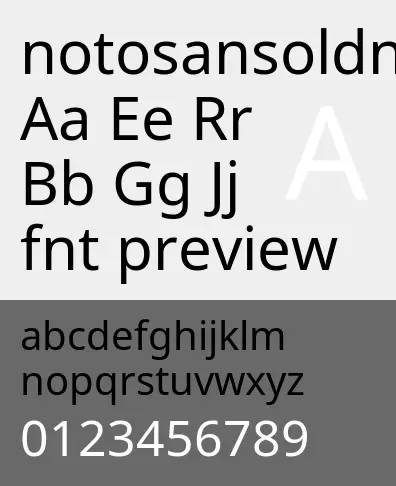 notosansoldn
Aa Ee Rr
A
Bb Gg Jj
fnt preview
abcdefghijklm
nopqrstuvwxyz
0123456789